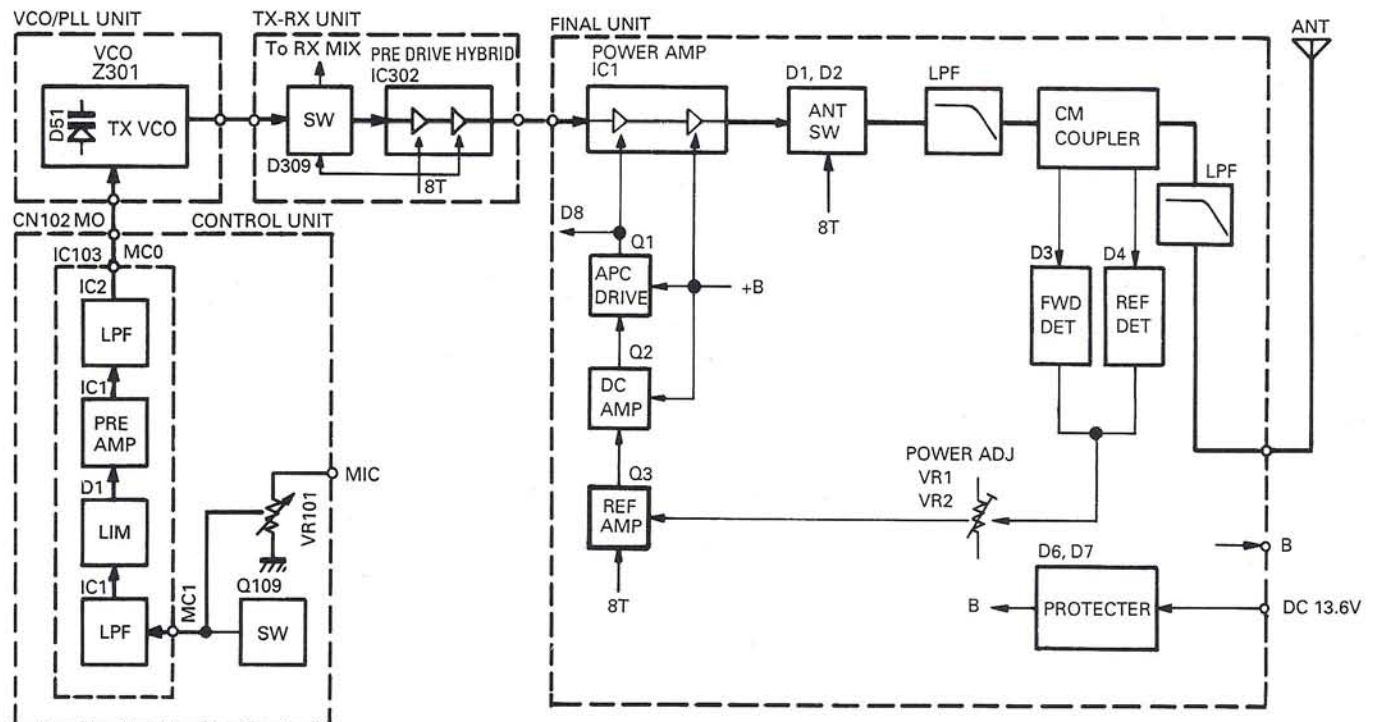 VCO/PLL UNIT
VCO
Z301
D51
TX VCO
TX-RX UNIT
To RX MIX
PRE DRIVE HYBRID
IC302
SW
D309
8T
FINAL UNIT
POWER AMP
IC1
D1, D2
ANT
SW
8T
LPF
CM
COUPLER
LPF
ANT
CN102 MO
CONTROL UNIT
IC103
MC0
IC2
LPF
IC1
PRE
AMP
D1
LIM
IC1
LPF
MC1
Q109
SW
VR101
MIC
D8
Q1
APC
DRIVE
+B
Q2
DC
AMP
Q3
REF
AMP
8T
D3
FWD
DET
D4
REF
DET
POWER ADJ
VR1
VR2
B
D6, D7
PROTECTER
B
DC 13.6V